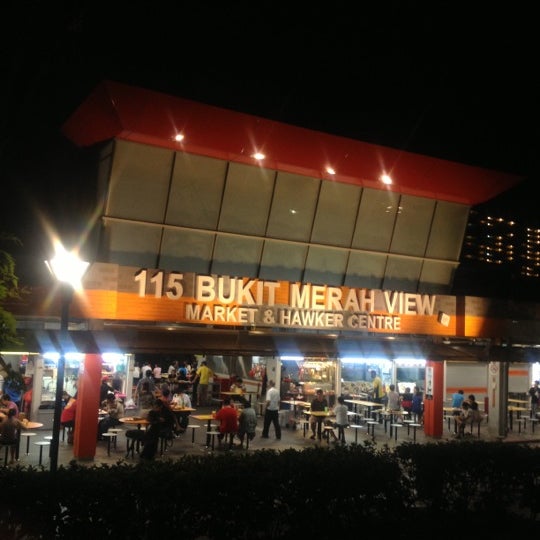 115 BUKIT MERAH VIEW
MARKET & HAWKER CENTRE